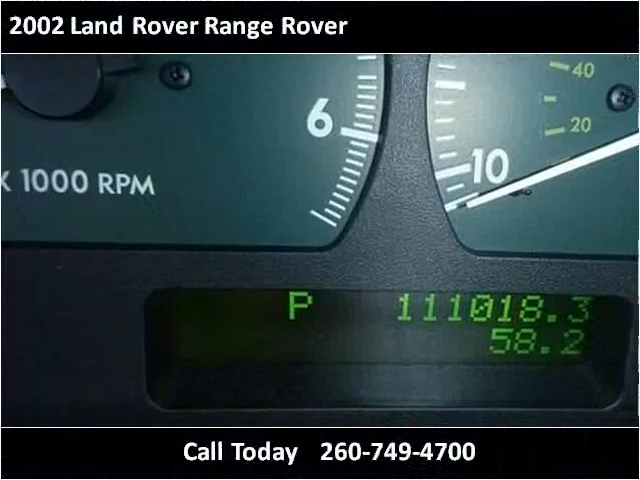 2002 Land Rover Range Rover
40
6
20
10
X 1000 RPM
P 111018.3
58.2
Call Today 260-749-4700